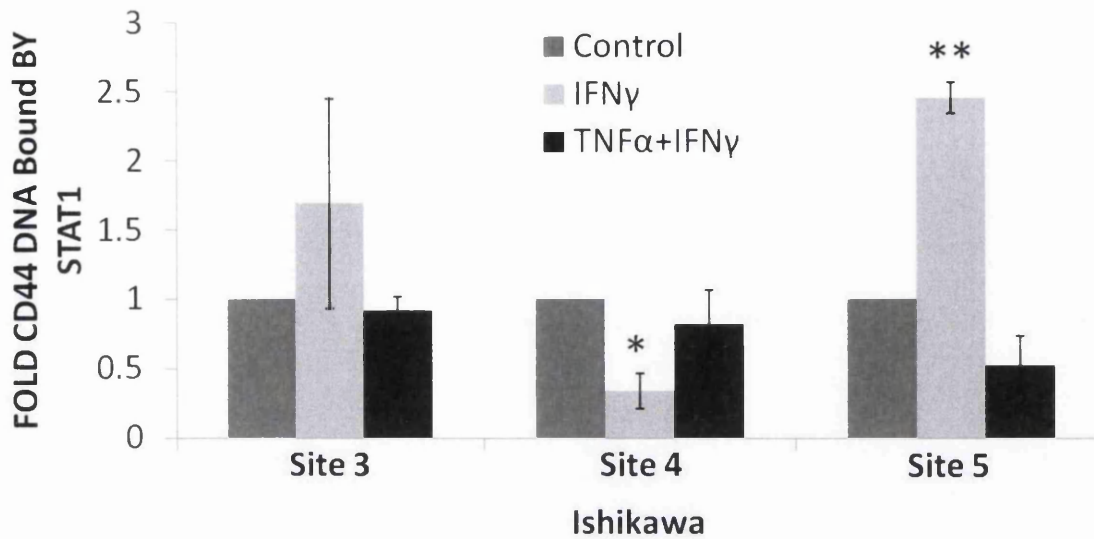 FOLD CD44 DNA Bound BY
STAT1
3
2.5
2
1.5
1
0.5
0
Control
IFNγ
TNFα+IFNγ
*
**
Site 3
Site 4
Site 5
Ishikawa